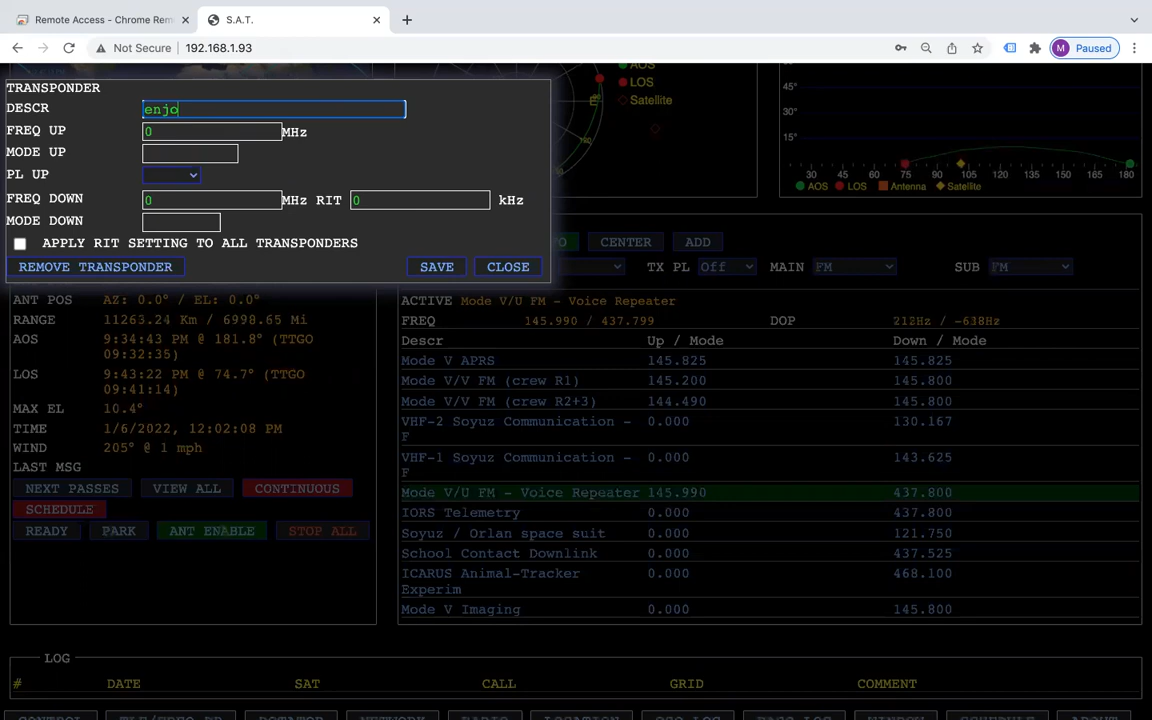 Remote Access - Chrome Rem
S.A.T.
Not Secure 192.168.1.93
M Paused
TRANSPONDER
DESCR enjo
FREQ UP 0 MHz
MODE UP
PL UP
FREQ DOWN 0 MHz RIT 0 kHz
MODE DOWN
APPLY RIT SETTING TO ALL TRANSPONDERS
REMOVE TRANSPONDER SAVE CLOSE
AOS
LOS
Satellite
E
45°
30°
15°
75 90 105 120 135 150 165 180
AOS LOS Antenna Satellite
CENTER ADD
TX PL Off MAIN FM SUB FM
ANT POS AZ: 0.0° / EL: 0.0°
RANGE 11263.24 Km / 6998.65 Mi
AOS 9:34:43 PM @ 181.8° (TTGO
09:32:35)
LOS 9:43:22 PM @ 74.7° (TTGO
09:41:14)
MAX EL 10.4°
TIME 1/6/2022, 12:02:08 PM
WIND 205° @ 1 mph
LAST MSG
NEXT PASSES VIEW ALL CONTINUOUS
SCHEDULE
READY PARK ANT ENABLE STOP ALL
ACTIVE Mode V/U FM - Voice Repeater
FREQ 145.990 / 437.799 DOP 212Hz / -638Hz
Descr Up / Mode Down / Mode
Mode V APRS 145.825 145.825
Mode V/V FM (crew R1) 145.200 145.800
Mode V/V FM (crew R2+3) 144.490 145.800
VHF-2 Soyuz Communication - 0.000 130.167
F
VHF-1 Soyuz Communication - 0.000 143.625
F
Mode V/U FM - Voice Repeater 145.990 437.800
IORS Telemetry 0.000 437.800
Soyuz / Orlan space suit 0.000 121.750
School Contact Downlink 0.000 437.525
ICARUS Animal-Tracker 0.000 468.100
Experim
Mode V Imaging 0.000 145.800
LOG
# DATE SAT CALL GRID COMMENT